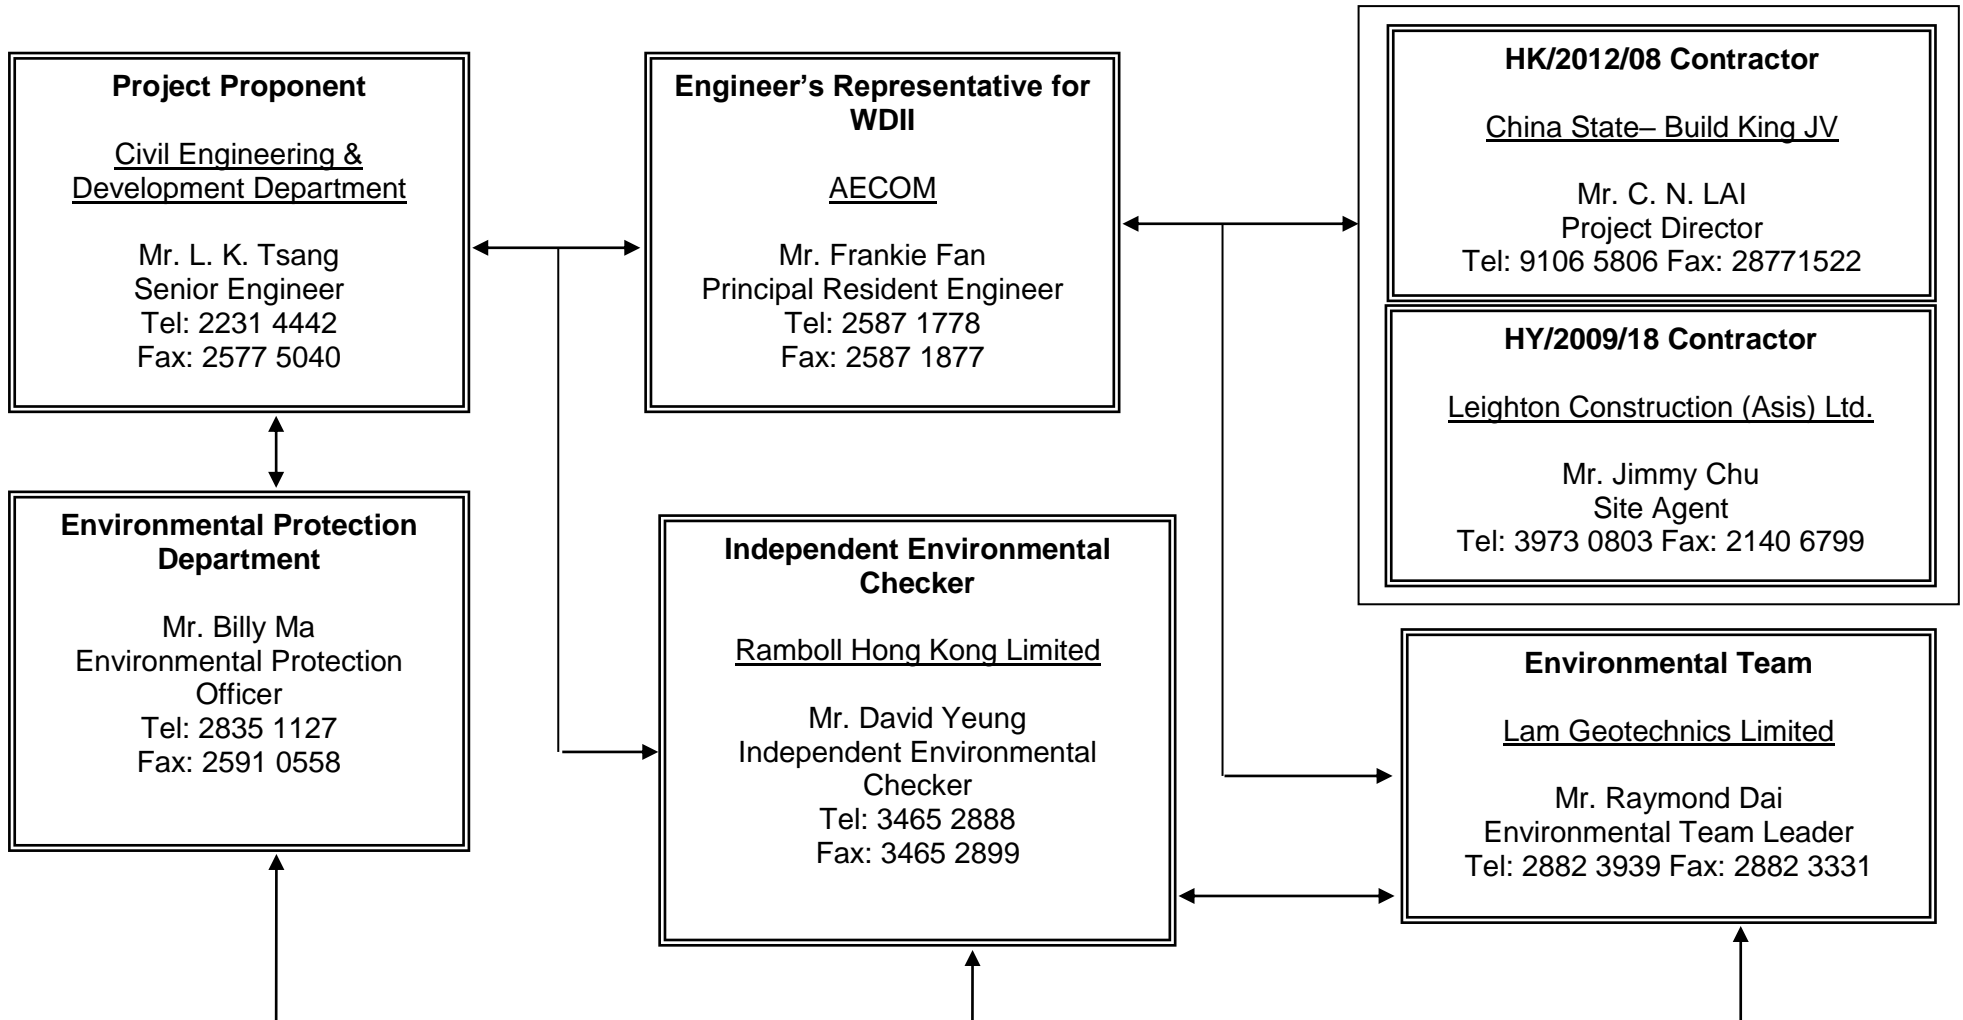 Project Proponent
Civil Engineering &
Development Department
Mr. L. K. Tsang
Senior Engineer
Tel: 2231 4442
Fax: 2577 5040
Engineer’s Representative for
WDII
AECOM
Mr. Frankie Fan
Principal Resident Engineer
Tel: 2587 1778
Fax: 2587 1877
HK/2012/08 Contractor
China State– Build King JV
Mr. C. N. LAI
Project Director
Tel: 9106 5806 Fax: 28771522
HY/2009/18 Contractor
Leighton Construction (Asis) Ltd.
Mr. Jimmy Chu
Site Agent
Tel: 3973 0803 Fax: 2140 6799
Environmental Protection
Department
Mr. Billy Ma
Environmental Protection
Officer
Tel: 2835 1127
Fax: 2591 0558
Independent Environmental
Checker
Ramboll Hong Kong Limited
Mr. David Yeung
Independent Environmental
Checker
Tel: 3465 2888
Fax: 3465 2899
Environmental Team
Lam Geotechnics Limited
Mr. Raymond Dai
Environmental Team Leader
Tel: 2882 3939 Fax: 2882 3331